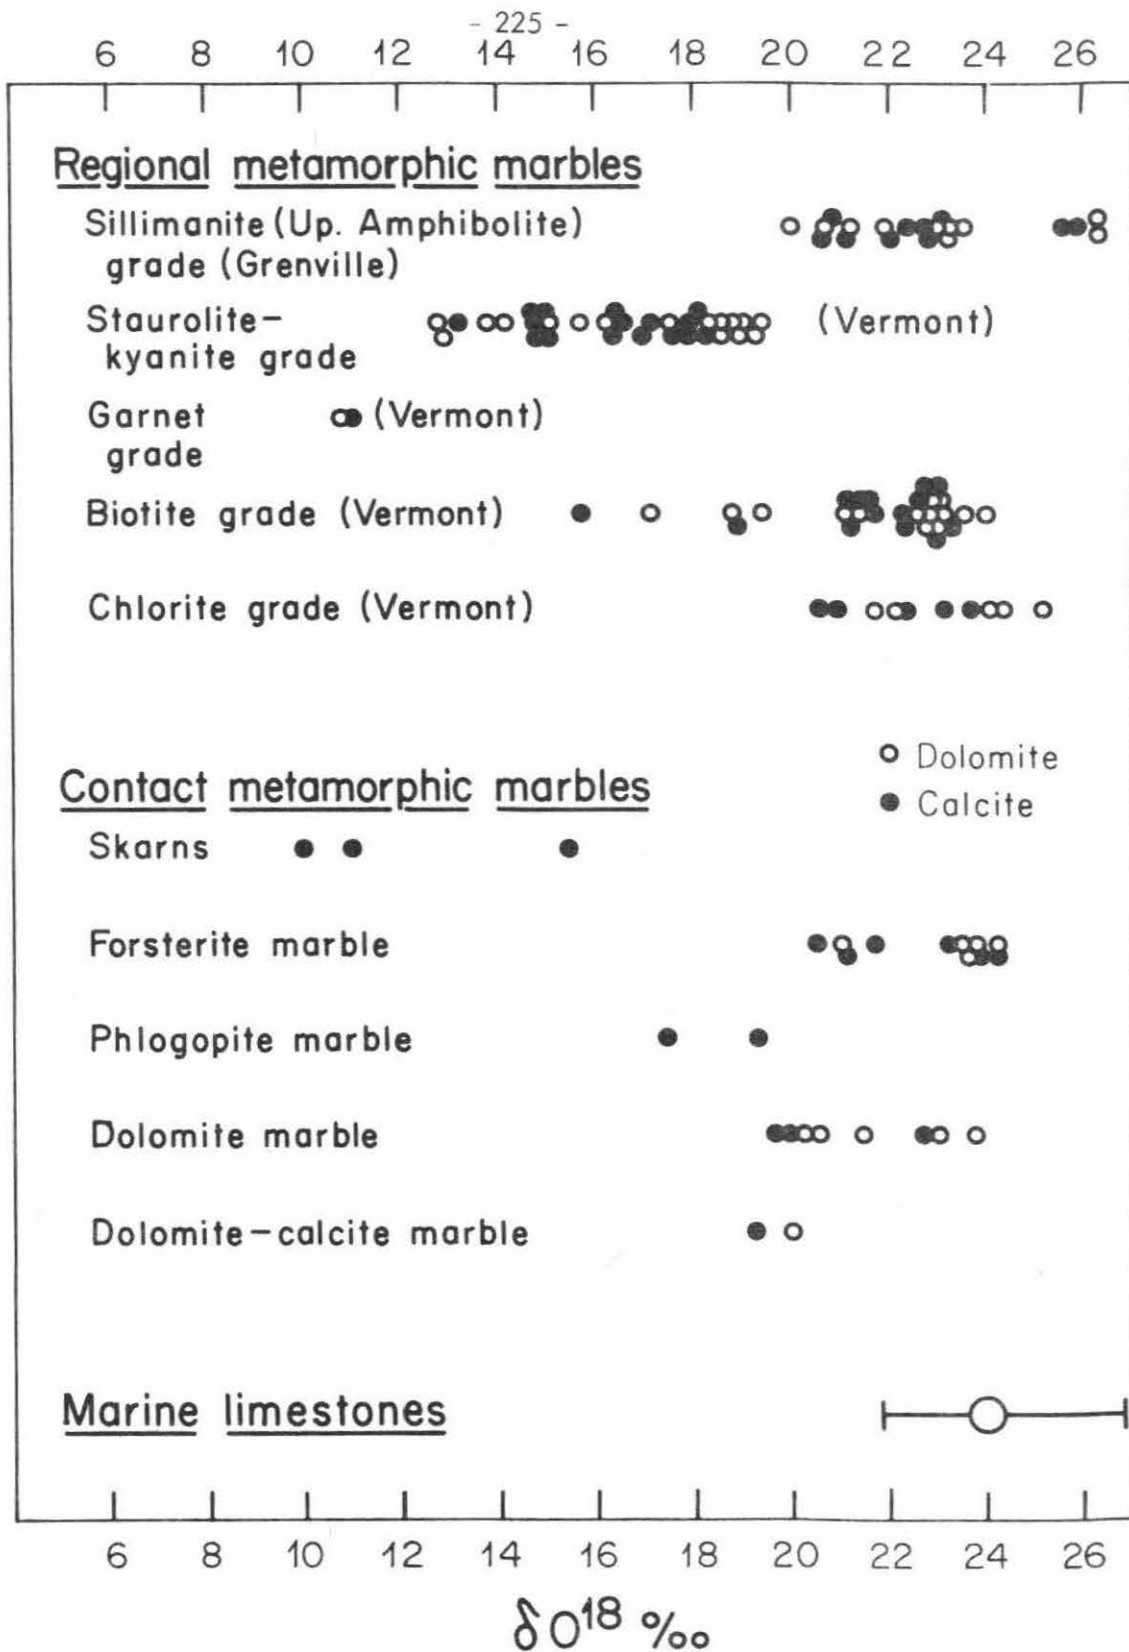 - 225 -
6 8 10 12 14 16 18 20 22 24 26
Regional metamorphic marbles
Sillimanite (Up. Amphibolite)
grade (Grenville)
Staurolite-
kyanite grade
(Vermont)
Garnet
grade
(Vermont)
Biotite grade (Vermont)
Chlorite grade (Vermont)
Dolomite
Calcite
Contact metamorphic marbles
Skarns
Forsterite marble
Phlogopite marble
Dolomite marble
Dolomite-calcite marble
Marine limestones
6 8 10 12 14 16 18 20 22 24 26
δO¹⁸ ‰